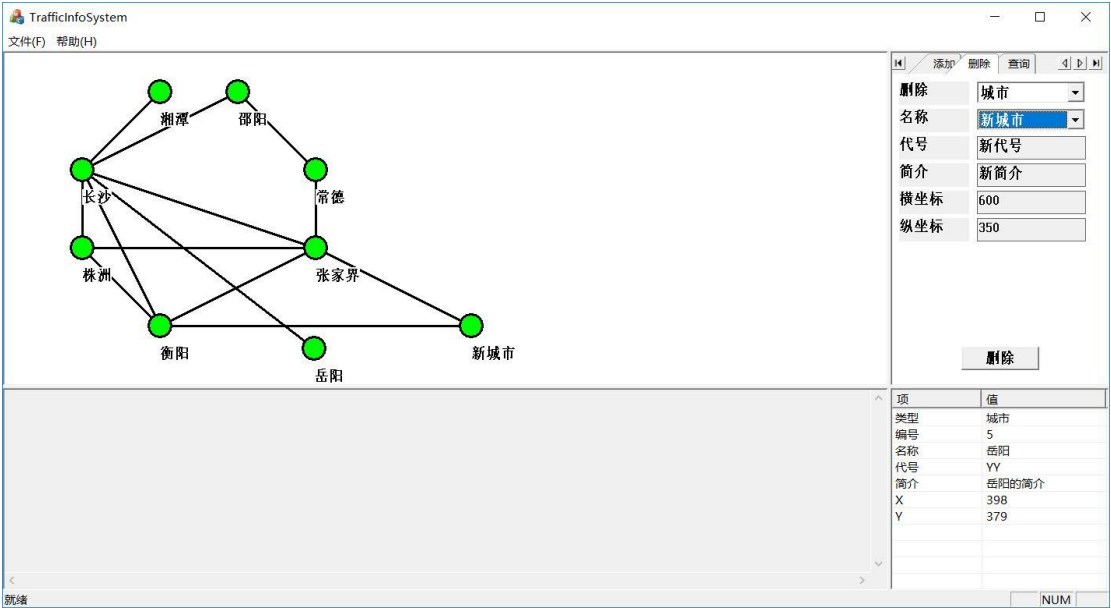 TrafficInfoSystem
文件(F) 帮助(H)
湘潭 邵阳
长沙 常德
株洲 张家界
衡阳 岳阳 新城市
添加 删除 查询
删除 城市
名称 新城市
代号 新代号
简介 新简介
横坐标 600
纵坐标 350
删除
项 值
类型 城市
编号 5
名称 岳阳
代号 YY
简介 岳阳的简介
X 398
Y 379
就绪 NUM